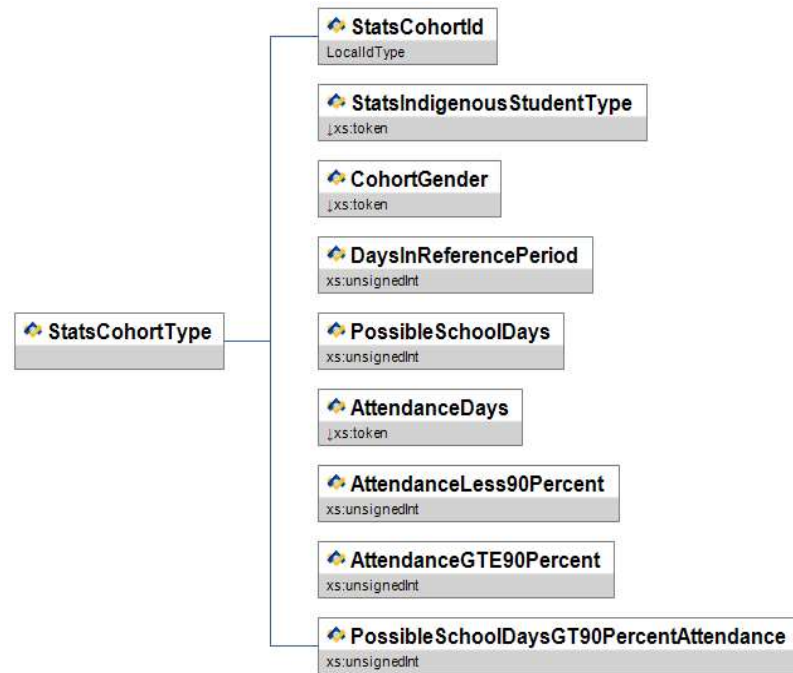 StatsCohortId
LocalIdType
StatsIndigenousStudentType
↓xs:token
CohortGender
↓xs:token
DaysInReferencePeriod
xs:unsignedInt
StatsCohortType
PossibleSchoolDays
xs:unsignedInt
AttendanceDays
↓xs:token
AttendanceLess90Percent
xs:unsignedInt
AttendanceGTE90Percent
xs:unsignedInt
PossibleSchoolDaysGT90PercentAttendance
xs:unsignedInt